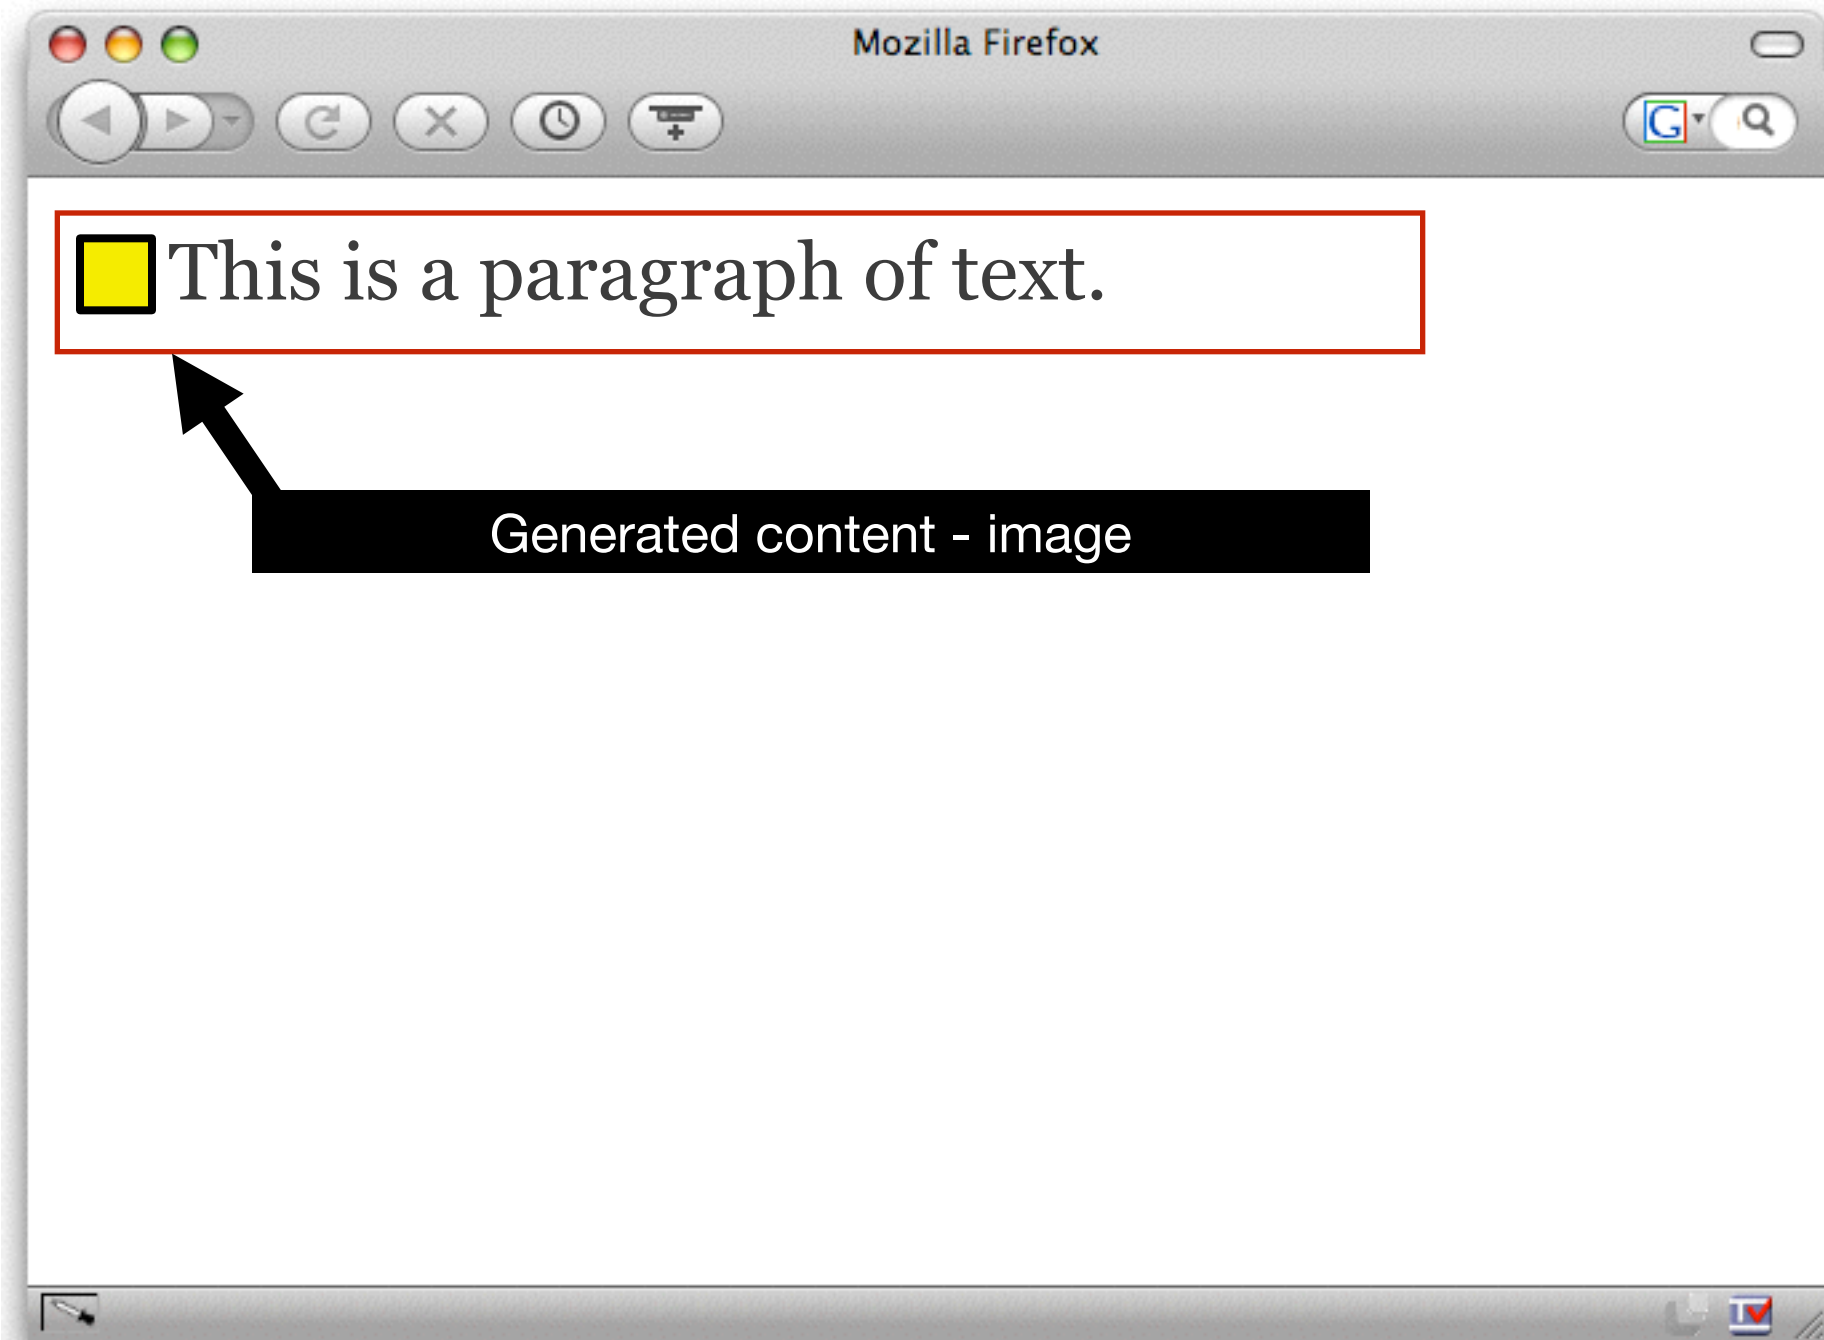 Mozilla Firefox
G
This is a paragraph of text.
Generated content - image